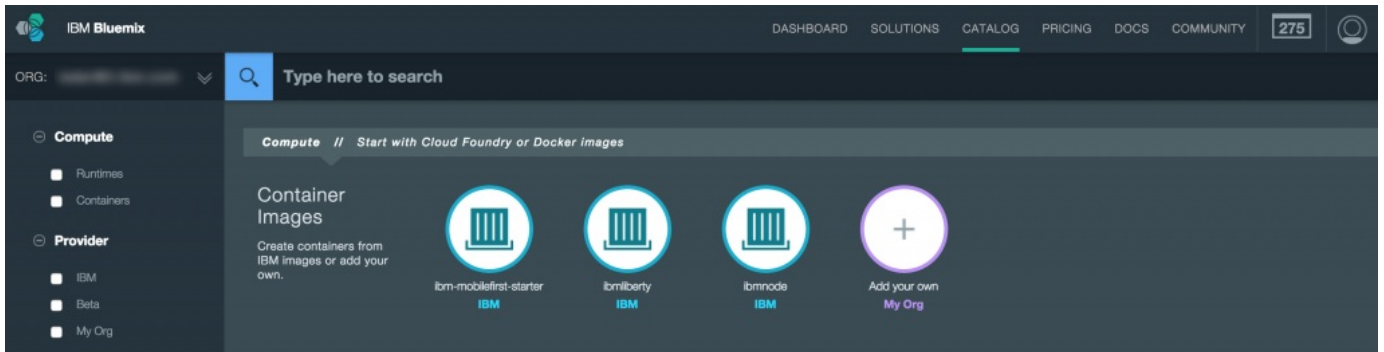 IBM Bluemix
DASHBOARD SOLUTIONS CATALOG PRICING DOCS COMMUNITY 275
ORG:
Type here to search
Compute
Runtimes
Containers
Provider
IBM
Beta
My Org
Compute // Start with Cloud Foundry or Docker images
Container
Images
Create containers from
IBM images or add your
own.
ibm-mobilefirst-starter
IBM
ibmliberty
IBM
ibmnode
IBM
Add your own
My Org